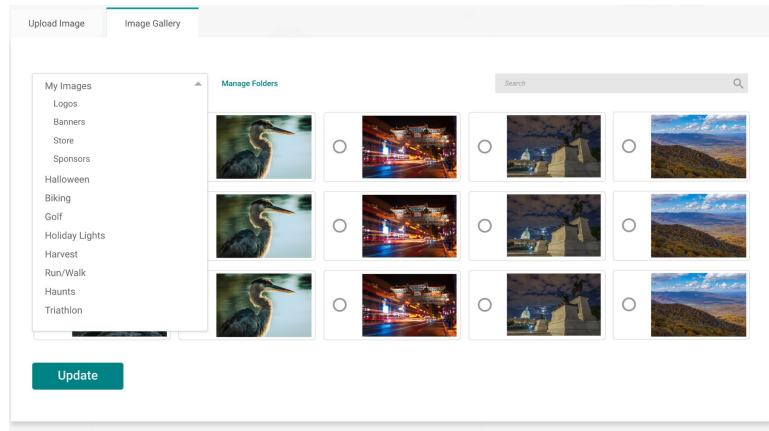 Upload Image
Image Gallery
My Images
Manage Folders
Search
Logos
Banners
Store
Sponsors
Halloween
Biking
Golf
Holiday Lights
Harvest
Run/Walk
Haunts
Triathlon
Update